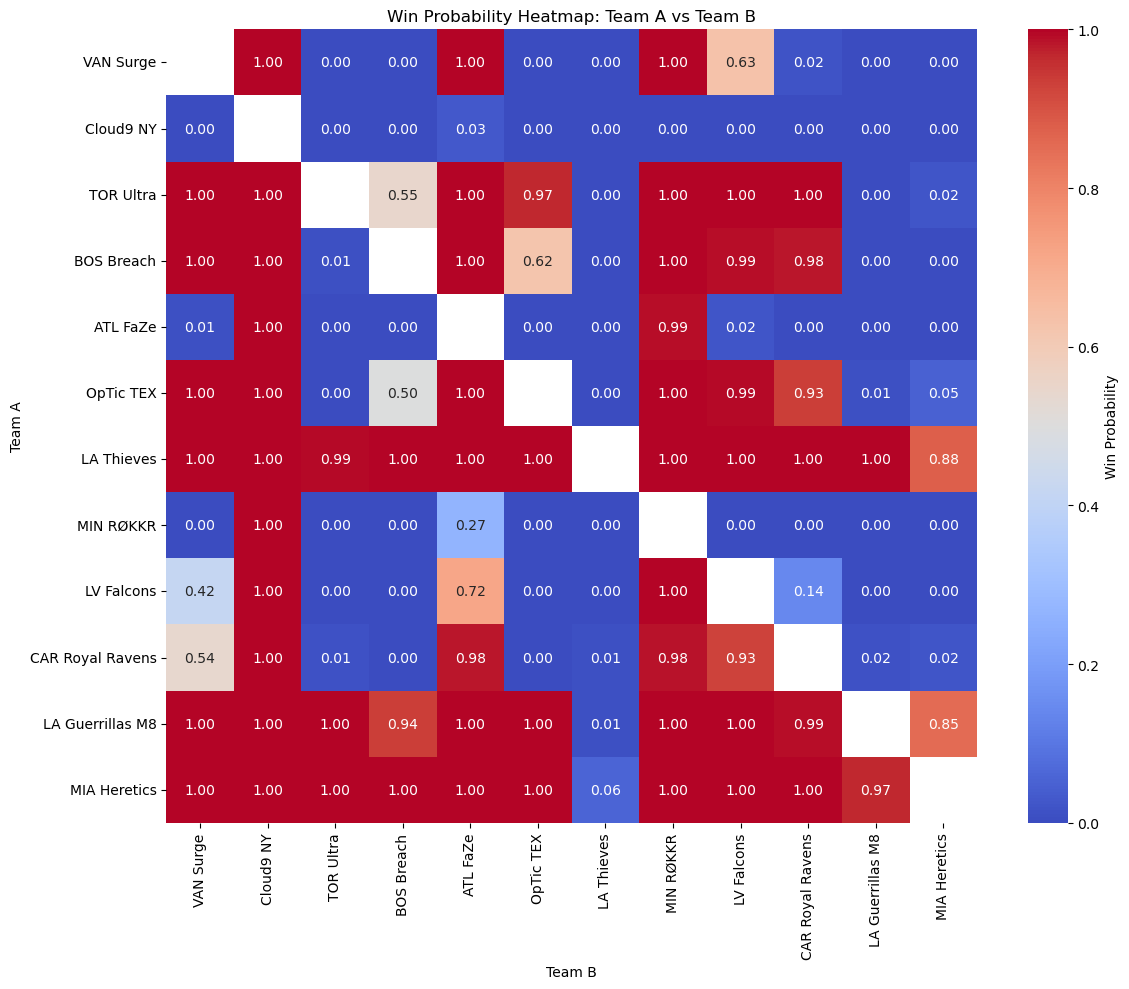 Win Probability Heatmap: Team A vs Team B
VAN Surge 1.00 0.00 0.00 1.00 0.00 0.00 1.00 0.63 0.02 0.00 0.00
Cloud9 NY 0.00 0.00 0.00 0.03 0.00 0.00 0.00 0.00 0.00 0.00 0.00
TOR Ultra 1.00 1.00 0.55 1.00 0.97 0.00 1.00 1.00 1.00 0.00 0.02
BOS Breach 1.00 1.00 0.01 1.00 0.62 0.00 1.00 0.99 0.98 0.00 0.00
ATL FaZe 0.01 1.00 0.00 0.00 0.00 0.00 0.99 0.02 0.00 0.00 0.00
OpTic TEX 1.00 1.00 0.00 0.50 1.00 0.00 1.00 0.99 0.93 0.01 0.05
LA Thieves 1.00 1.00 0.99 1.00 1.00 1.00 1.00 1.00 1.00 1.00 0.88
MIN RØKKR 0.00 1.00 0.00 0.00 0.27 0.00 0.00 0.00 0.00 0.00 0.00
LV Falcons 0.42 1.00 0.00 0.00 0.72 0.00 0.00 1.00 0.14 0.00 0.00
CAR Royal Ravens 0.54 1.00 0.01 0.00 0.98 0.00 0.01 0.98 0.93 0.02 0.02
LA Guerrillas M8 1.00 1.00 1.00 0.94 1.00 1.00 0.01 1.00 1.00 0.99 0.85
MIA Heretics 1.00 1.00 1.00 1.00 1.00 1.00 0.06 1.00 1.00 1.00 0.97
Team A
VAN Surge
Cloud9 NY
TOR Ultra
BOS Breach
ATL FaZe
OpTic TEX
LA Thieves
MIN RØKKR
LV Falcons
CAR Royal Ravens
LA Guerrillas M8
MIA Heretics
Team B
1.0
0.8
0.6
0.4
0.2
0.0
Win Probability